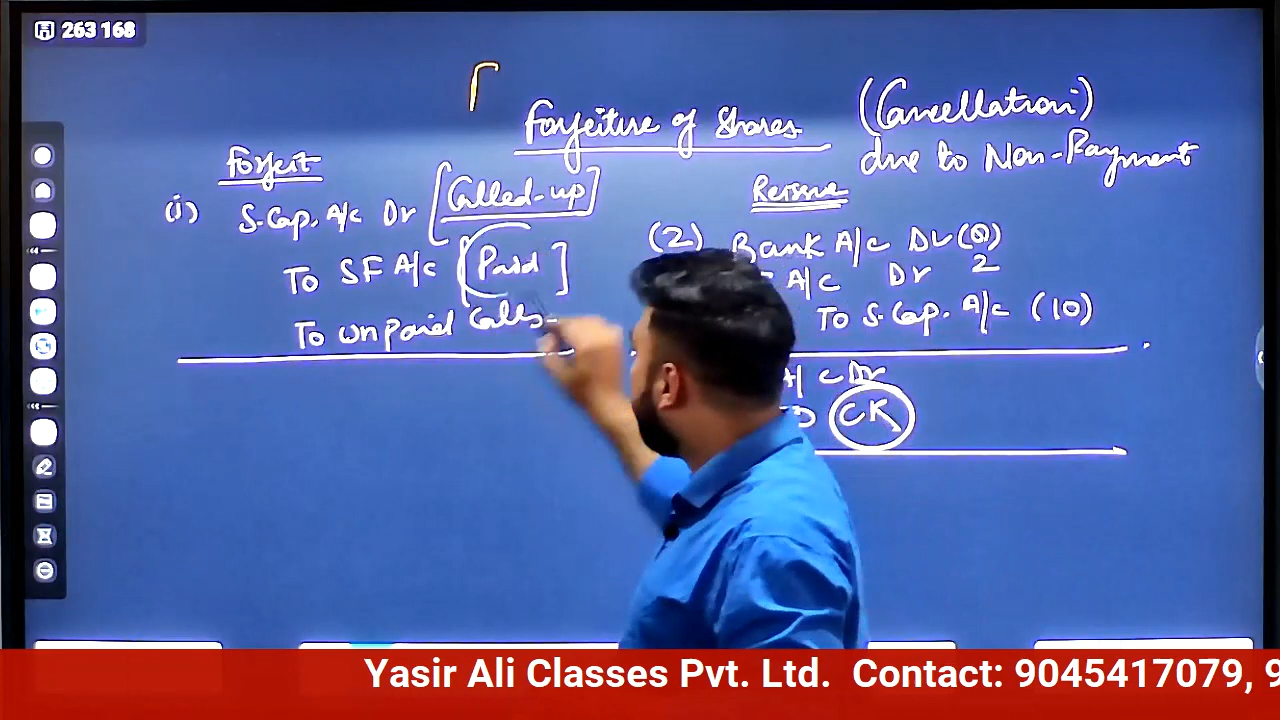 263 168
Forfeiture of Shares (Cancellation)
due to Non-Payment
Forfeit
(i) S.Cap. A/c Dr [Called-up]
To SF A/c [Paid]
To unpaid Calls
Reissue
(2) Bank A/c Dr (8)
A/c Dr 2
To S.Cap. A/c (10)
A/c Dr
CR
Yasir Ali Classes Pvt. Ltd. Contact: 9045417079, 9